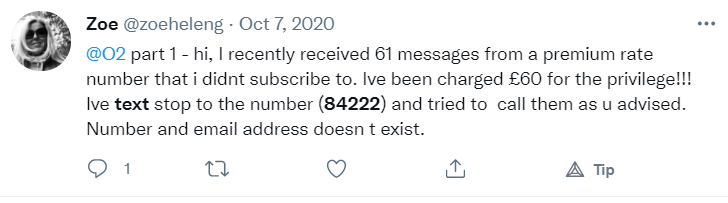 Zoe @zoeheleng · Oct 7, 2020
@O2 part 1 - hi, I recently received 61 messages from a premium rate
number that i didnt subscribe to. Ive been charged £60 for the privilege!!!
Ive text stop to the number (84222) and tried to  call them as u advised.
Number and email address doesn t exist.
1 Tip